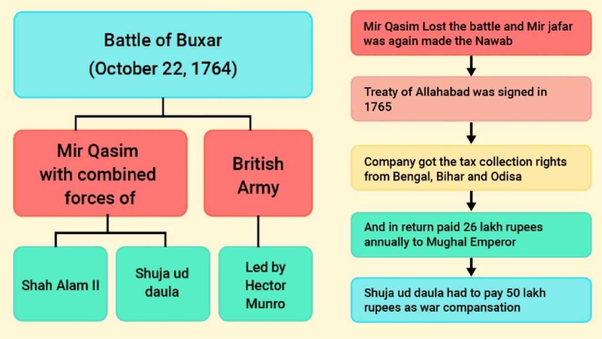 Battle of Buxar
(October 22, 1764)
Mir Qasim
with combined
forces of
British
Army
Shah Alam II
Shuja ud
daula
Led by
Hector
Munro
Mir Qasim Lost the battle and Mir jafar
was again made the Nawab
Treaty of Allahabad was signed in
1765
Company got the tax collection rights
from Bengal, Bihar and Odisa
And in return paid 26 lakh rupees
annually to Mughal Emperor
Shuja ud daula had to pay 50 lakh
rupees as war compansation